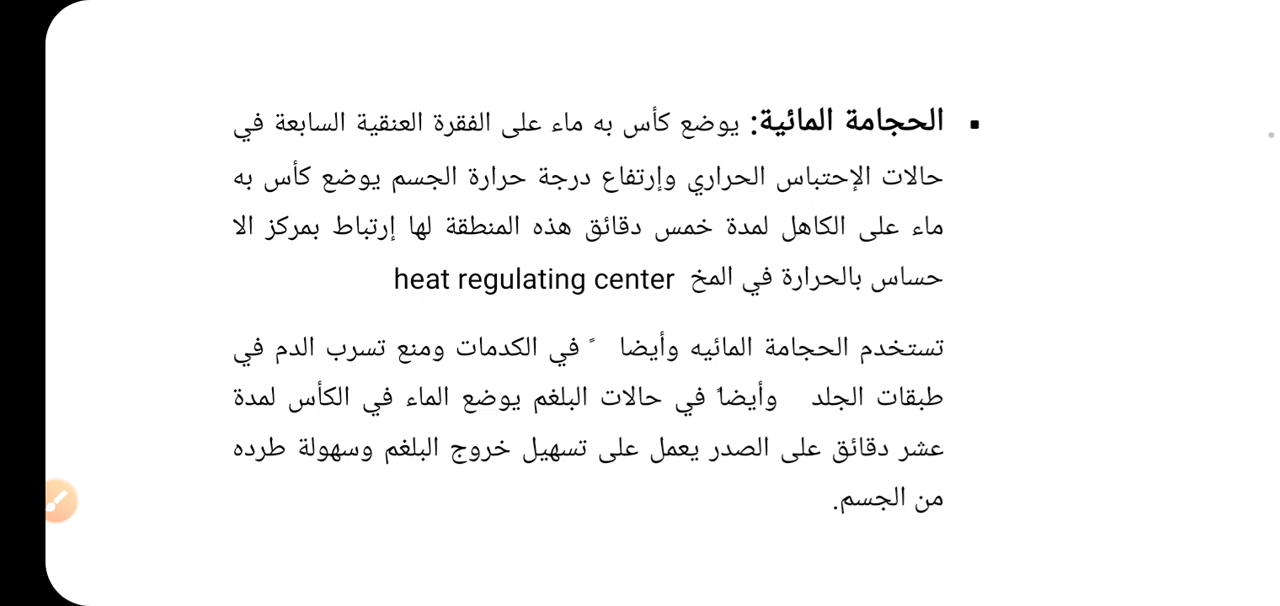 ▪ الحجامة المائية: يوضع كأس به ماء على الفقرة العنقية السابعة في
حالات الإحتباس الحراري وإرتفاع درجة حرارة الجسم يوضع كأس به
ماء على الكاهل لمدة خمس دقائق هذه المنطقة لها إرتباط بمركز الا
حساس بالحرارة في المخ heat regulating center
تستخدم الحجامة المائيه وأيضا ً في الكدمات ومنع تسرب الدم في
طبقات الجلد وأيضاً في حالات البلغم يوضع الماء في الكأس لمدة
عشر دقائق على الصدر يعمل على تسهيل خروج البلغم وسهولة طرده
من الجسم.